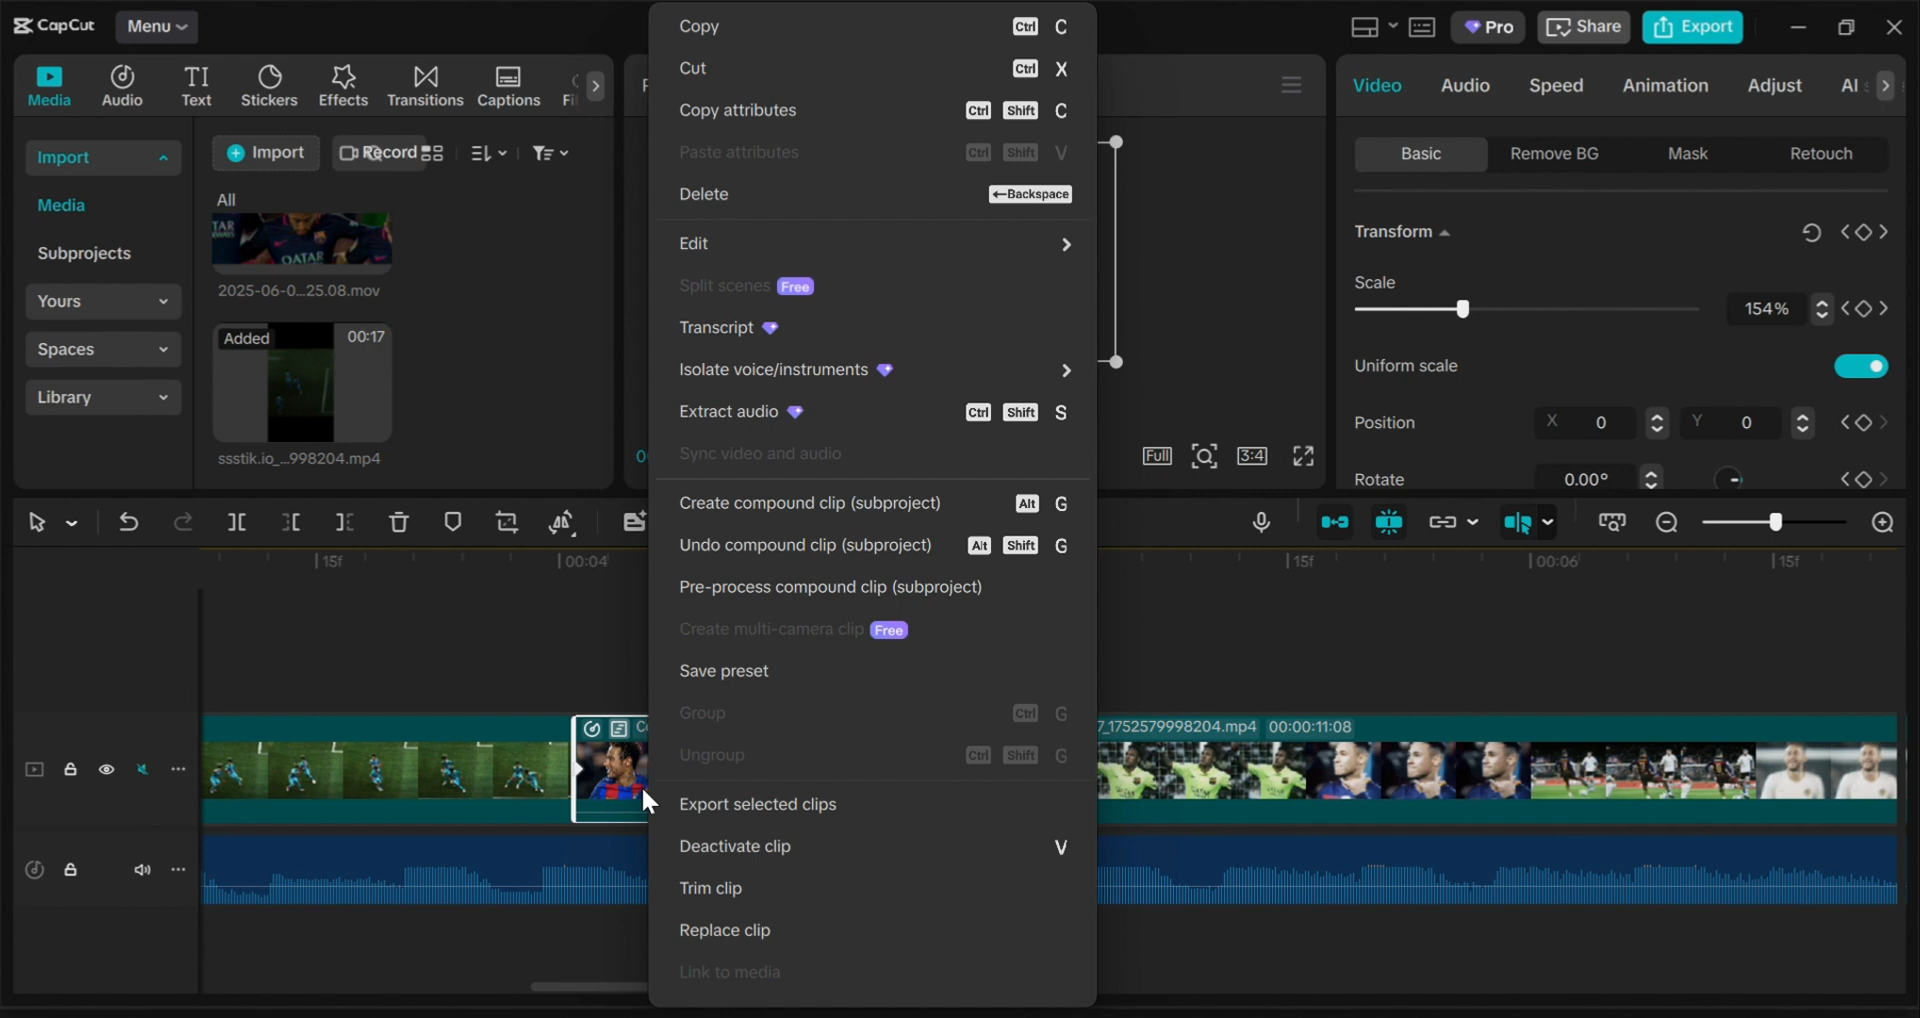 CapCut
Menu
Pro
Share
Export
Media
Audio
Text
Stickers
Effects
Transitions
Captions
Import
Media
Subprojects
Yours
Spaces
Library
Import
Record
All
QATAR
2025-06-0...25.08.mov
Added
00:17
ssstik.io_...998204.mp4
Copy Ctrl C
Cut Ctrl X
Copy attributes Ctrl Shift C
Paste attributes Ctrl Shift V
Delete ←Backspace
Edit
Split scenes Free
Transcript
Isolate voice/instruments
Extract audio Ctrl Shift S
Sync video and audio
Create compound clip (subproject) Alt G
Undo compound clip (subproject) Alt Shift G
Pre-process compound clip (subproject)
Create multi-camera clip Free
Save preset
Group Ctrl G
Ungroup Ctrl Shift G
Export selected clips
Deactivate clip V
Trim clip
Replace clip
Link to media
Full
3:4
Video
Audio
Speed
Animation
Adjust
AI
Basic
Remove BG
Mask
Retouch
Transform
Scale
154%
Uniform scale
Position X 0 Y 0
Rotate 0.00°
15f
00:04
15f
00:06
15f
7_1752579998204.mp4 00:00:11:08